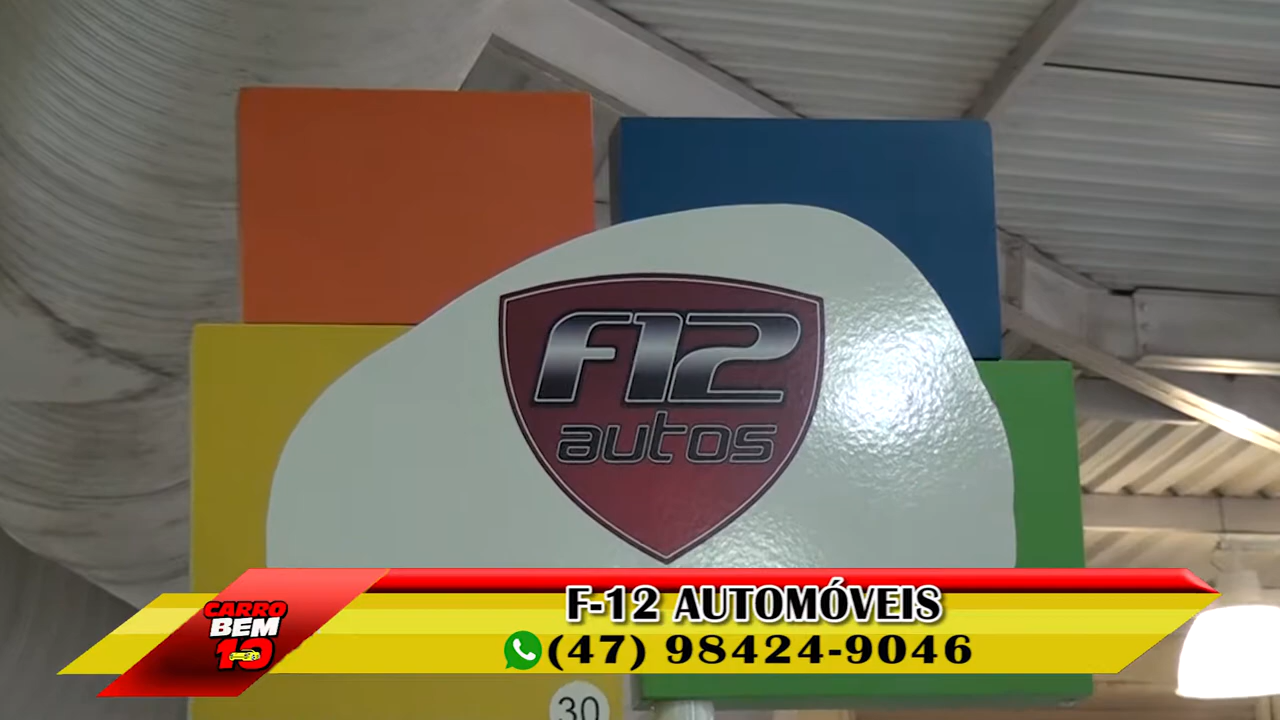 F12
autos
CARRO
BEM
10
F-12 AUTOMÓVEIS
(47) 98424-9046
30